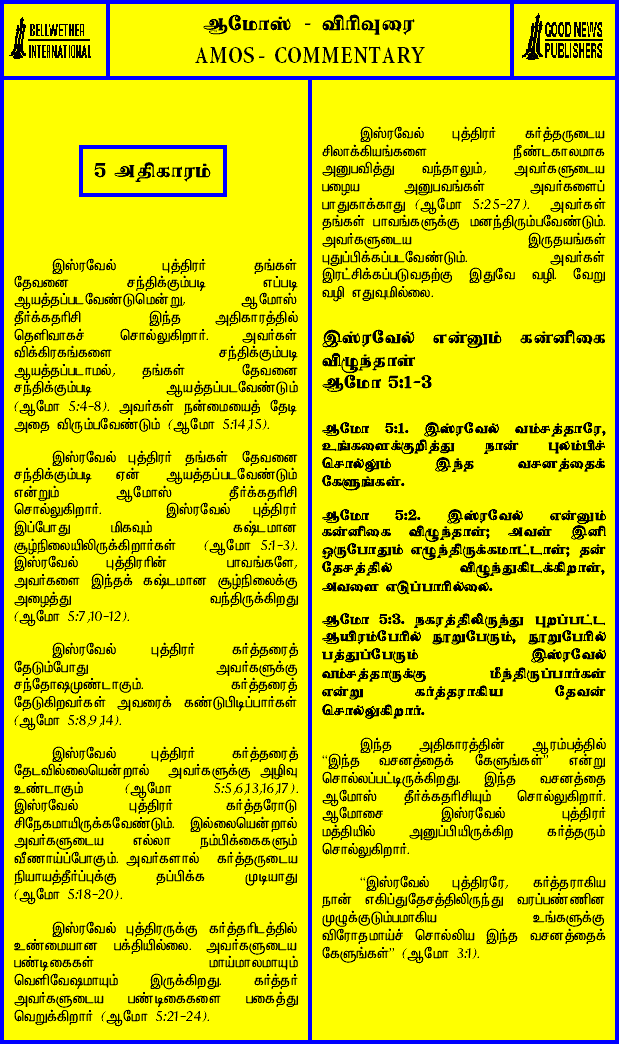 BELLWETHER
INTERNATIONAL
ஆமோஸ் - விரிவுரை
AMOS- COMMENTARY
GOOD NEWS
PUBLISHERS
5 அதிகாரம்
இஸ்ரவேல் புத்திரர் தங்கள்
தேவனை சந்திக்கும்படி எப்படி
ஆயத்தப்படவேண்டுமென்று, ஆமோஸ்
தீர்க்கதரிசி இந்த அதிகாரத்தில்
தெளிவாகச் சொல்லுகிறார். அவர்கள்
விக்கிரகங்களை சந்திக்கும்படி
ஆயத்தப்படாமல், தங்கள் தேவனை
சந்திக்கும்படி ஆயத்தப்படவேண்டும்
(ஆமோ 5:4-8). அவர்கள் நன்மையைத் தேடி
அதை விரும்பவேண்டும் (ஆமோ 5:14,15).
இஸ்ரவேல் புத்திரர் தங்கள் தேவனை
சந்திக்கும்படி ஏன் ஆயத்தப்படவேண்டும்
என்றும் ஆமோஸ் தீர்க்கதரிசி
சொல்லுகிறார். இஸ்ரவேல் புத்திரர்
இப்போது மிகவும் கஷ்டமான
சூழ்நிலையிலிருக்கிறார்கள் (ஆமோ 5:1-3).
இஸ்ரவேல் புத்திரரின் பாவங்களே,
அவர்களை இந்தக் கஷ்டமான சூழ்நிலைக்கு
அழைத்து வந்திருக்கிறது
(ஆமோ 5:7,10-12).
இஸ்ரவேல் புத்திரர் கர்த்தரைத்
தேடும்போது அவர்களுக்கு
சந்தோஷமுண்டாகும். கர்த்தரைத்
தேடுகிறவர்கள் அவரைக் கண்டுபிடிப்பார்கள்
(ஆமோ 5:8,9,14).
இஸ்ரவேல் புத்திரர் கர்த்தரைத்
தேடவில்லையென்றால் அவர்களுக்கு அழிவு
உண்டாகும் (ஆமோ 5:5,6,13,16,17).
இஸ்ரவேல் புத்திரர் கர்த்தரோடு
சிநேகமாயிருக்கவேண்டும். இல்லையென்றால்
அவர்களுடைய எல்லா நம்பிக்கைகளும்
வீணாய்ப்போகும். அவர்களால் கர்த்தருடைய
நியாயத்தீர்ப்புக்கு தப்பிக்க முடியாது
(ஆமோ 5:18-20).
இஸ்ரவேல் புத்திரருக்கு கர்த்தரிடத்தில்
உண்மையான பக்தியில்லை. அவர்களுடைய
பண்டிகைகள் மாய்மாலமாயும்
வெளிவேஷமாயும் இருக்கிறது. கர்த்தர்
அவர்களுடைய பண்டிகைகளை பகைத்து
வெறுக்கிறார் (ஆமோ 5:21-24).
இஸ்ரவேல் புத்திரர் கர்த்தருடைய
சிலாக்கியங்களை நீண்டகாலமாக
அனுபவித்து வந்தாலும், அவர்களுடைய
பழைய அனுபவங்கள் அவர்களைப்
பாதுகாக்காது (ஆமோ 5:25-27). அவர்கள்
தங்கள் பாவங்களுக்கு மனந்திரும்பவேண்டும்.
அவர்களுடைய இருதயங்கள்
புதுப்பிக்கப்படவேண்டும். அவர்கள்
இரட்சிக்கப்படுவதற்கு இதுவே வழி. வேறு
வழி எதுவுமில்லை.
இஸ்ரவேல் என்னும் கன்னிகை
விழுந்தாள்
ஆமோ 5:1-3
ஆமோ 5:1. இஸ்ரவேல் வம்சத்தாரே,
உங்களைக்குறித்து நான் புலம்பிச்
சொல்லும் இந்த வசனத்தைக்
கேளுங்கள்.
ஆமோ 5:2. இஸ்ரவேல் என்னும்
கன்னிகை விழுந்தாள்; அவள் இனி
ஒருபோதும் எழுந்திருக்கமாட்டாள்; தன்
தேசத்தில் விழுந்துகிடக்கிறாள்,
அவளை எடுப்பாரில்லை.
ஆமோ 5:3. நகரத்திலிருந்து புறப்பட்ட
ஆயிரம்பேரில் நூறுபேரும், நூறுபேரில்
பத்துப்பேரும் இஸ்ரவேல்
வம்சத்தாருக்கு மீந்திருப்பார்கள்
என்று கர்த்தராகிய தேவன்
சொல்லுகிறார்.
இந்த அதிகாரத்தின் ஆரம்பத்தில்
“இந்த வசனத்தைக் கேளுங்கள்” என்று
சொல்லப்பட்டிருக்கிறது. இந்த வசனத்தை
ஆமோஸ் தீர்க்கதரிசியும் சொல்லுகிறார்.
ஆமோசை இஸ்ரவேல் புத்திரர்
மத்தியில் அனுப்பியிருக்கிற கர்த்தரும்
சொல்லுகிறார்.
“இஸ்ரவேல் புத்திரரே, கர்த்தராகிய
நான் எகிப்துதேசத்திலிருந்து வரப்பண்ணின
முழுக்குடும்பமாகிய உங்களுக்கு
விரோதமாய்ச் சொல்லிய இந்த வசனத்தைக்
கேளுங்கள்” (ஆமோ 3:1).